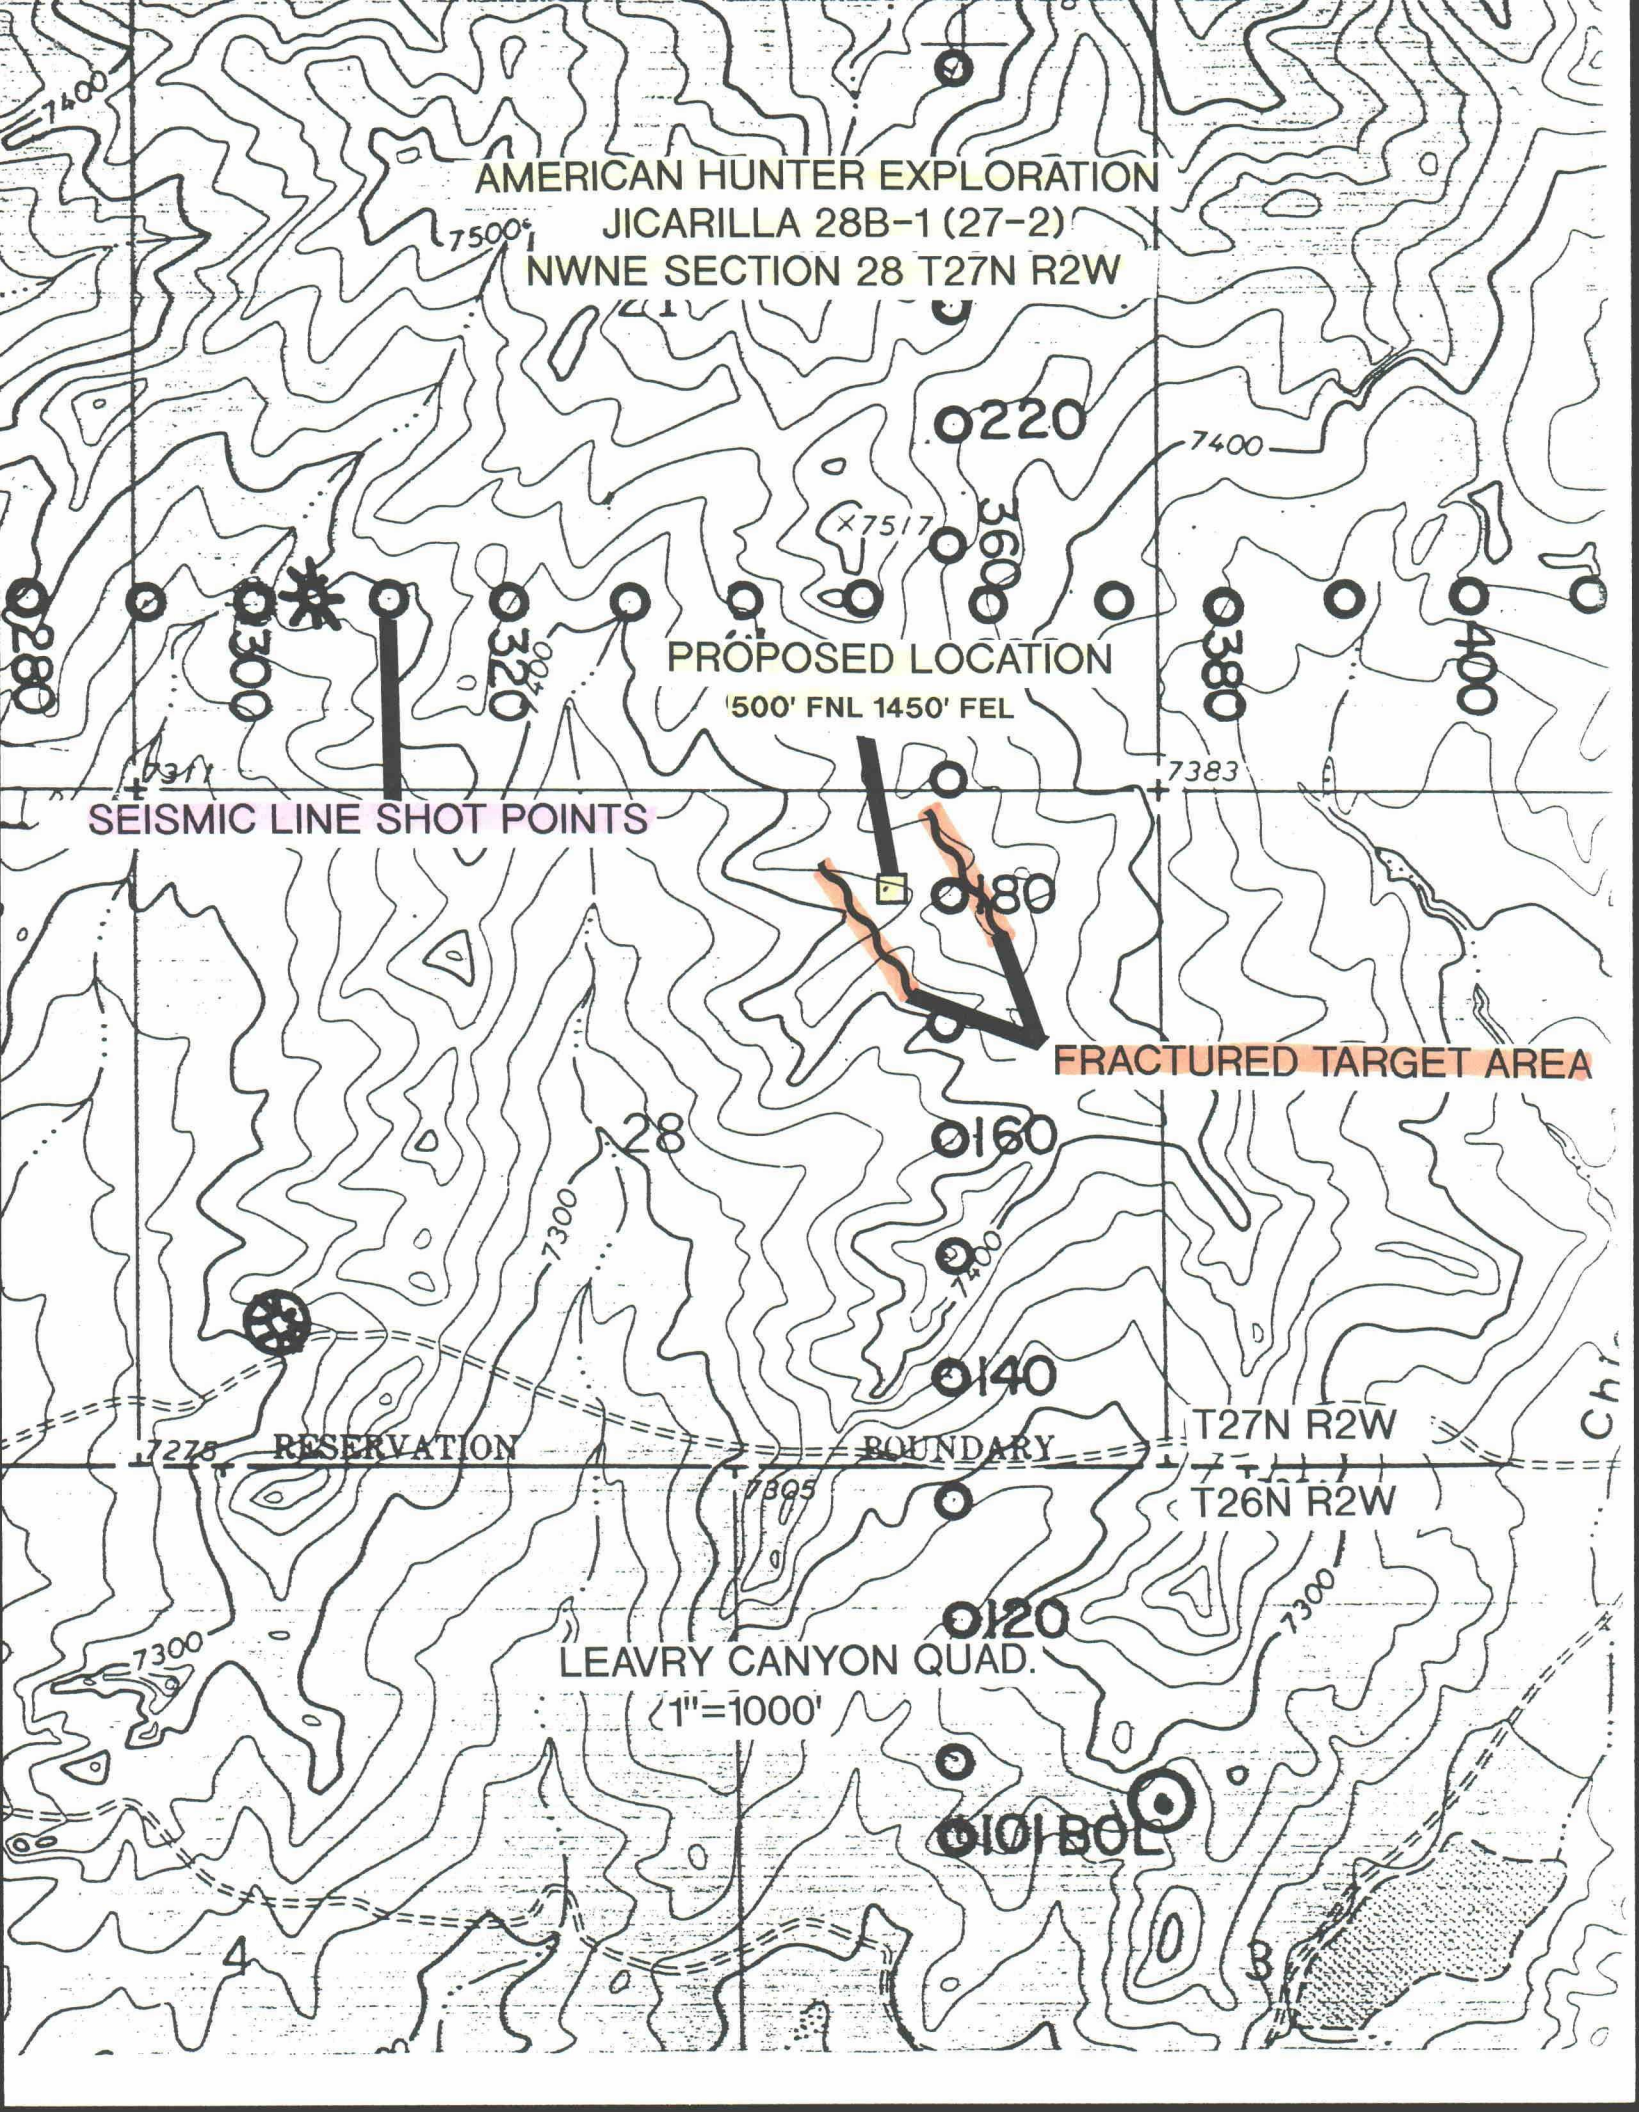 7400
AMERICAN HUNTER EXPLORATION
JICARILLA 28B-1 (27-2)
7500
NWNE SECTION 28 T27N R2W
220
7400
×7517
360
280
300
320
7400
380
400
PROPOSED LOCATION
500' FNL 1450' FEL
7311
7383
SEISMIC LINE SHOT POINTS
180
FRACTURED TARGET AREA
28
160
7300
7400
140
T27N R2W
7275
RESERVATION
BOUNDARY
7305
T26N R2W
7300
120
7300
LEAVRY CANYON QUAD.
1"=1000'
101 BOL
4
3